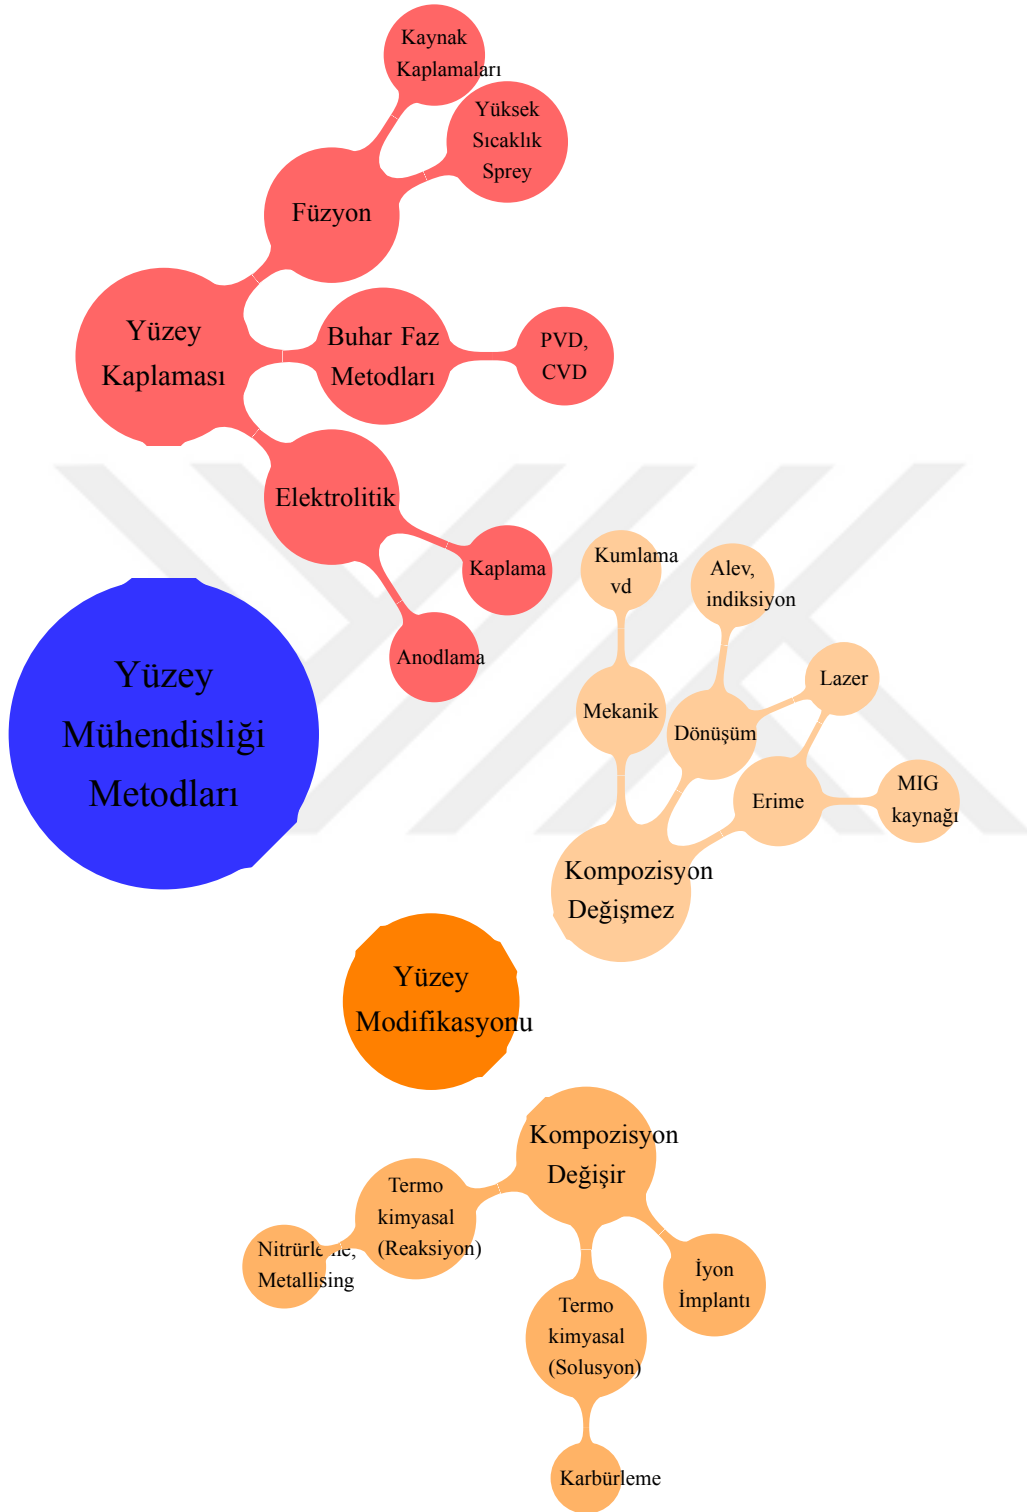 Kaynak
Kaplamaları
Yüksek
Sıcaklık
Sprey
Füzyon
Yüzey
Kaplaması
Buhar Faz
Metodları
PVD,
CVD
Elektrolitik
Kaplama
Anodlama
Yüzey
Mühendisliği
Metodları
Kumlama
vd
Alev,
indiksiyon
Mekanik
Dönüşüm
Lazer
Erime
MIG
kaynağı
Kompozisyon
Değişmez
Yüzey
Modifikasyonu
Kompozisyon
Değişir
Termo
kimyasal
(Reaksiyon)
Nitrürleme,
Metallising
İyon
İmplantı
Termo
kimyasal
(Solusyon)
Karbürleme